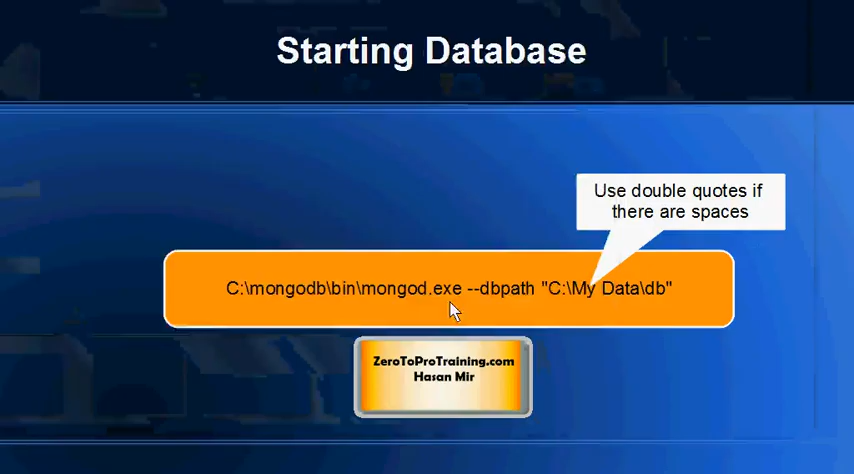 Starting Database
Use double quotes if
there are spaces
C:\mongodb\bin\mongod.exe --dbpath "C:\My Data\db"
ZeroToProTraining.com
Hasan Mir